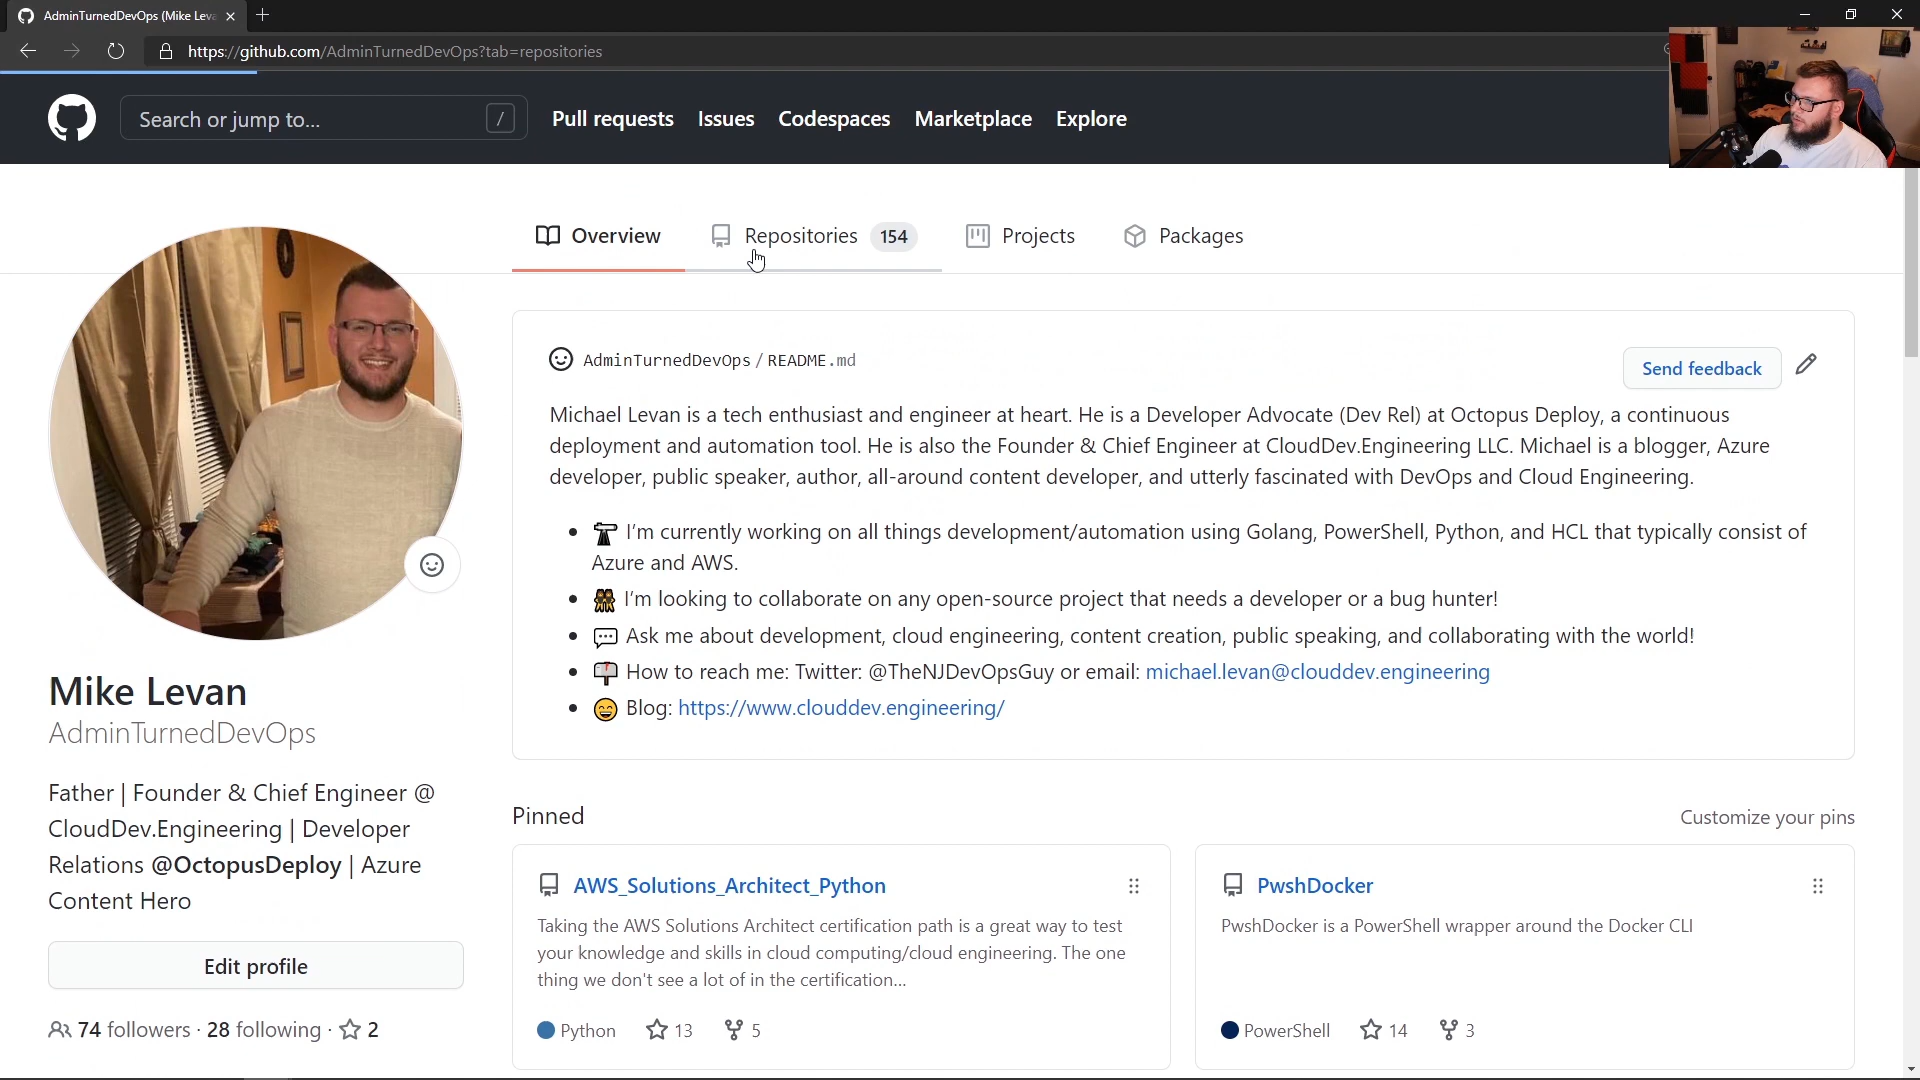 AdminTurnedDevOps (Mike Leva
https://github.com/AdminTurnedDevOps?tab=repositories
Search or jump to...
/
Pull requests
Issues
Codespaces
Marketplace
Explore
Overview
Repositories 154
Projects
Packages
AdminTurnedDevOps / README.md
Send feedback
Michael Levan is a tech enthusiast and engineer at heart. He is a Developer Advocate (Dev Rel) at Octopus Deploy, a continuous
deployment and automation tool. He is also the Founder & Chief Engineer at CloudDev.Engineering LLC. Michael is a blogger, Azure
developer, public speaker, author, all-around content developer, and utterly fascinated with DevOps and Cloud Engineering.
I'm currently working on all things development/automation using Golang, PowerShell, Python, and HCL that typically consist of
Azure and AWS.
I'm looking to collaborate on any open-source project that needs a developer or a bug hunter!
Ask me about development, cloud engineering, content creation, public speaking, and collaborating with the world!
How to reach me: Twitter: @TheNJDevOpsGuy or email: michael.levan@clouddev.engineering
Blog: https://www.clouddev.engineering/
Mike Levan
AdminTurnedDevOps
Father | Founder & Chief Engineer @
CloudDev.Engineering | Developer
Relations @OctopusDeploy | Azure
Content Hero
Edit profile
74 followers · 28 following · 2
Pinned
Customize your pins
AWS_Solutions_Architect_Python
Taking the AWS Solutions Architect certification path is a great way to test
your knowledge and skills in cloud computing/cloud engineering. The one
thing we don't see a lot of in the certification...
Python 13 5
PwshDocker
PwshDocker is a PowerShell wrapper around the Docker CLI
PowerShell 14 3